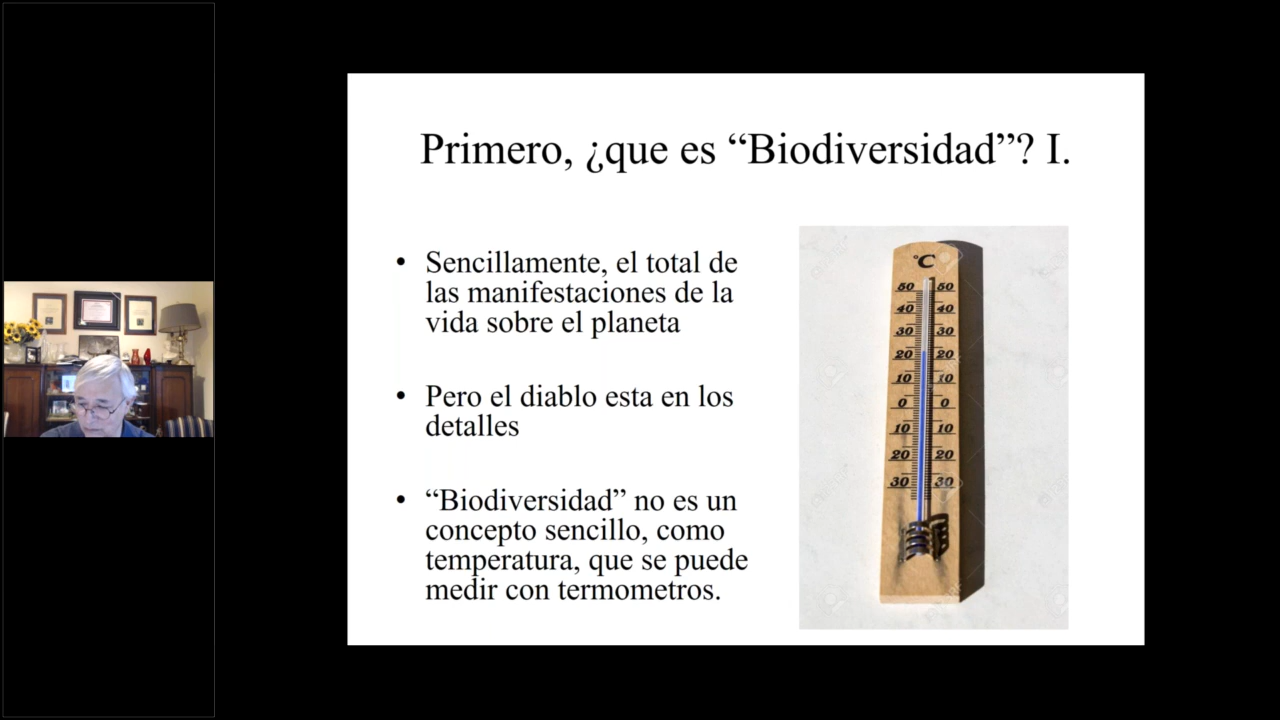 Primero, ¿que es “Biodiversidad”? I.
• Sencillamente, el total de
las manifestaciones de la
vida sobre el planeta
• Pero el diablo esta en los
detalles
• “Biodiversidad” no es un
concepto sencillo, como
temperatura, que se puede
medir con termometros.
°C
50 50
40 40
30 30
20 20
10 10
0 0
10 10
20 20
30 30